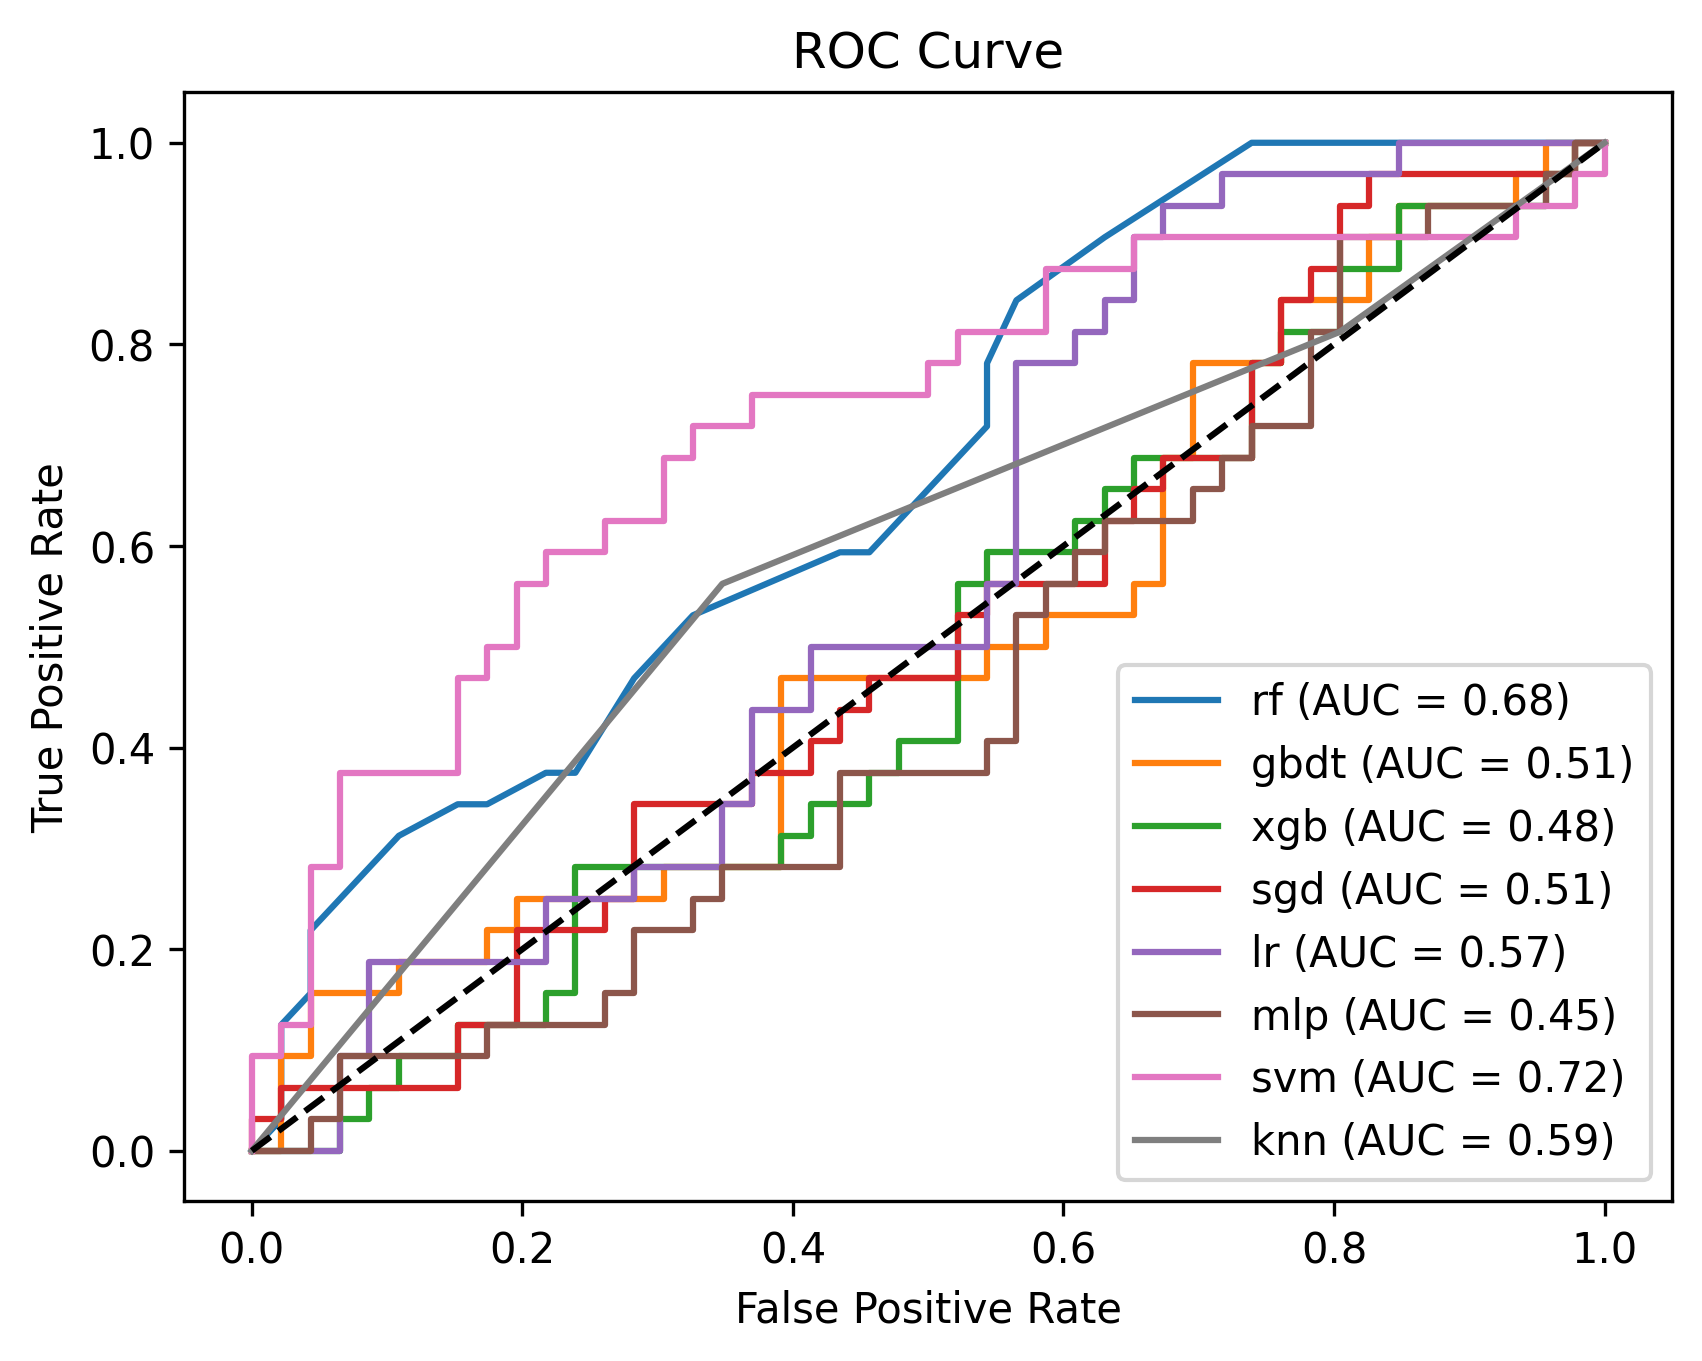 ROC Curve
True Positive Rate
1.0
0.8
0.6
0.4
0.2
0.0
rf (AUC = 0.68)
gbdt (AUC = 0.51)
xgb (AUC = 0.48)
sgd (AUC = 0.51)
lr (AUC = 0.57)
mlp (AUC = 0.45)
svm (AUC = 0.72)
knn (AUC = 0.59)
0.0 0.2 0.4 0.6 0.8 1.0
False Positive Rate